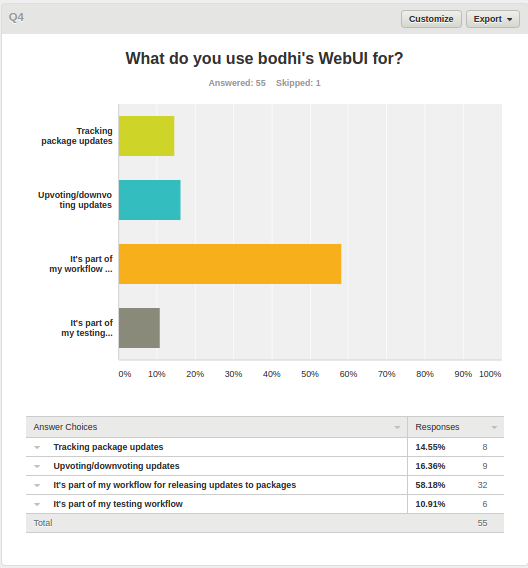 Q4
Customize
Export
What do you use bodhi's WebUI for?
Answered: 55 Skipped: 1
Tracking
package updates
Upvoting/downvo
ting updates
It's part of
my workflow ...
It's part of
my testing...
0% 10% 20% 30% 40% 50% 60% 70% 80% 90% 100%
Answer Choices Responses
Tracking package updates 14.55% 8
Upvoting/downvoting updates 16.36% 9
It's part of my workflow for releasing updates to packages 58.18% 32
It's part of my testing workflow 10.91% 6
Total 55